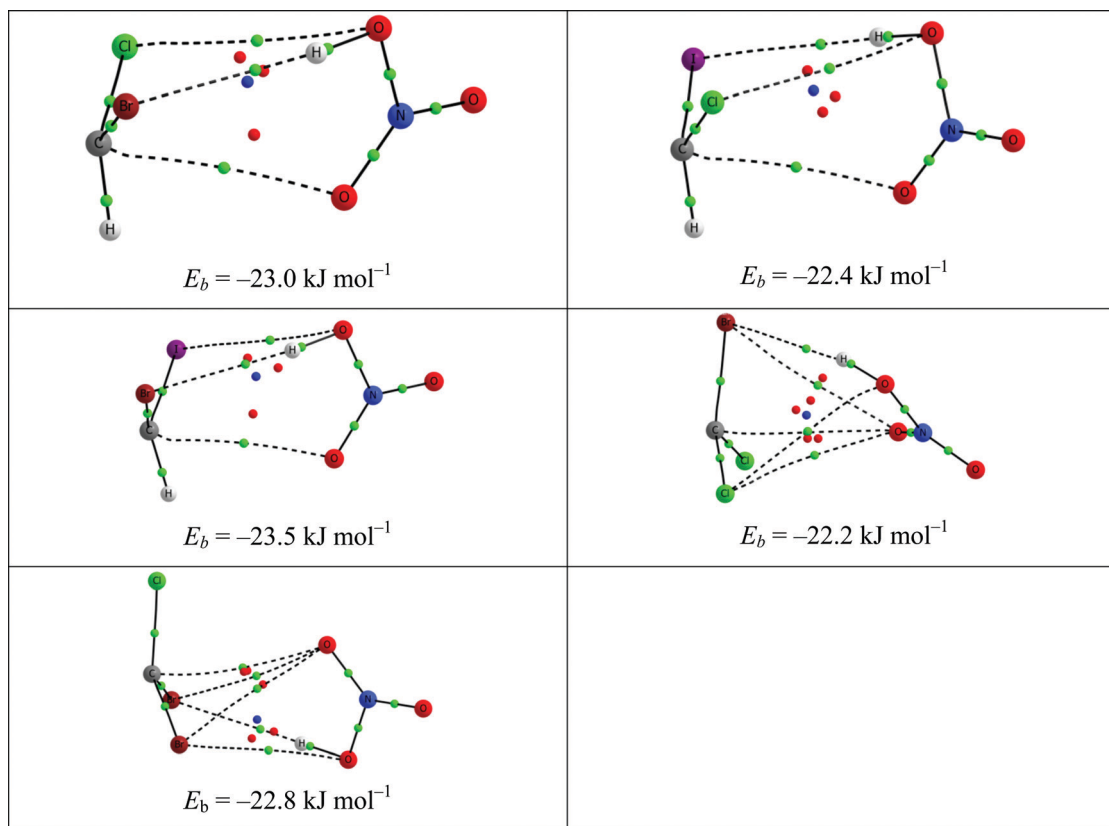 Cl
O
H
Br
O
N
C
O
H
E_b = –23.0 kJ mol⁻¹
H
O
I
Cl
N
O
C
O
H
E_b = –22.4 kJ mol⁻¹
O
I
H
O
Br
N
C
O
H
E_b = –23.5 kJ mol⁻¹
Br
H
O
C
O
N
Cl
O
Cl
E_b = –22.2 kJ mol⁻¹
Cl
O
C
Br
N
O
Br
H
O
E_b = –22.8 kJ mol⁻¹